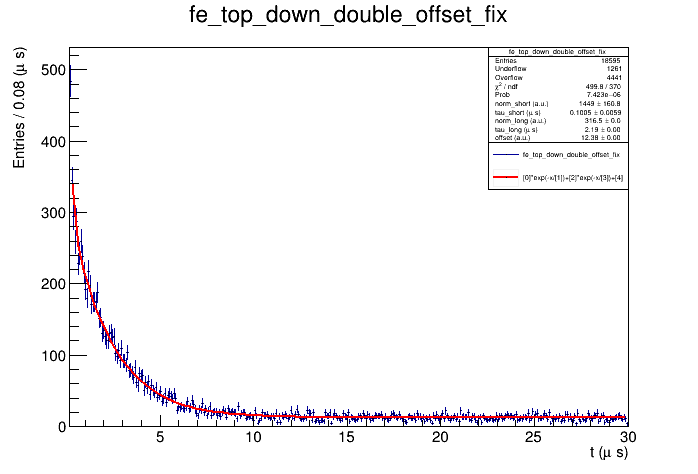 fe_top_down_double_offset_fix
Entries / 0.08 (μ s)
500
400
300
200
100
0
5
10
15
20
25
30
t (μ s)
fe_top_down_double_offset_fix
Entries 18595
Underflow 1261
Overflow 4441
χ² / ndf 499.8 / 370
Prob 7.423e-06
norm_short (a.u.) 1449 ± 160.8
tau_short (μ s) 0.1005 ± 0.0059
norm_long (a.u.) 316.5 ± 0.0
tau_long (μ s) 2.19 ± 0.00
offset (a.u.) 12.38 ± 0.00
fe_top_down_double_offset_fix
[0]*exp(-x/[1])+[2]*exp(-x/[3])+[4]